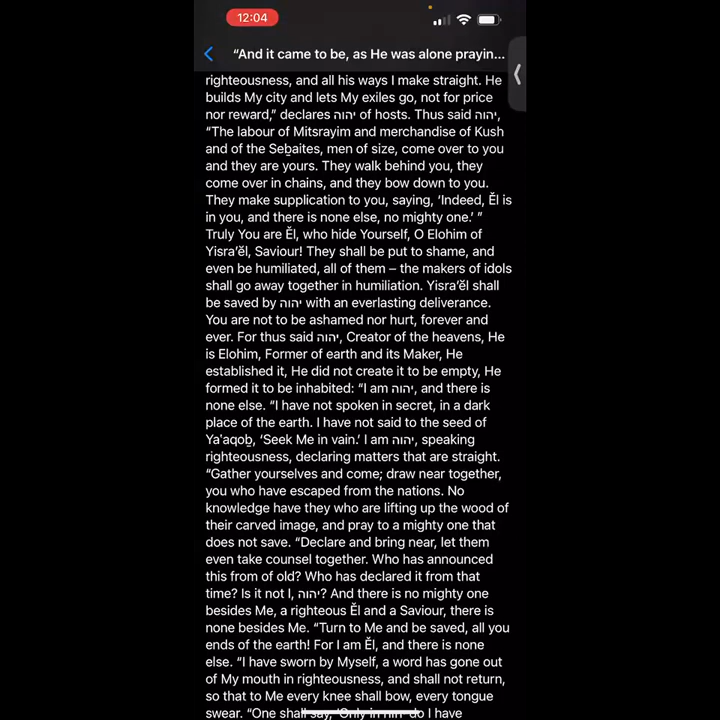 12:04
“And it came to be, as He was alone prayin...
righteousness, and all his ways I make straight. He
builds My city and lets My exiles go, not for price
nor reward,” declares יהוה of hosts. Thus said יהוה,
“The labour of Mitsrayim and merchandise of Kush
and of the Seḇaites, men of size, come over to you
and they are yours. They walk behind you, they
come over in chains, and they bow down to you.
They make supplication to you, saying, ‘Indeed, Ěl is
in you, and there is none else, no mighty one.’ ”
Truly You are Ěl, who hide Yourself, O Elohim of
Yisra’ěl, Saviour! They shall be put to shame, and
even be humiliated, all of them – the makers of idols
shall go away together in humiliation. Yisra’ěl shall
be saved by יהוה with an everlasting deliverance.
You are not to be ashamed nor hurt, forever and
ever. For thus said יהוה, Creator of the heavens, He
is Elohim, Former of earth and its Maker, He
established it, He did not create it to be empty, He
formed it to be inhabited: “I am יהוה, and there is
none else. “I have not spoken in secret, in a dark
place of the earth. I have not said to the seed of
Ya‛aqoḇ, ‘Seek Me in vain.’ I am יהוה, speaking
righteousness, declaring matters that are straight.
“Gather yourselves and come; draw near together,
you who have escaped from the nations. No
knowledge have they who are lifting up the wood of
their carved image, and pray to a mighty one that
does not save. “Declare and bring near, let them
even take counsel together. Who has announced
this from of old? Who has declared it from that
time? Is it not I, יהוה? And there is no mighty one
besides Me, a righteous Ěl and a Saviour, there is
none besides Me. “Turn to Me and be saved, all you
ends of the earth! For I am Ěl, and there is none
else. “I have sworn by Myself, a word has gone out
of My mouth in righteousness, and shall not return,
so that to Me every knee shall bow, every tongue
swear. “One shall say, ‘Only in יהוה do I have